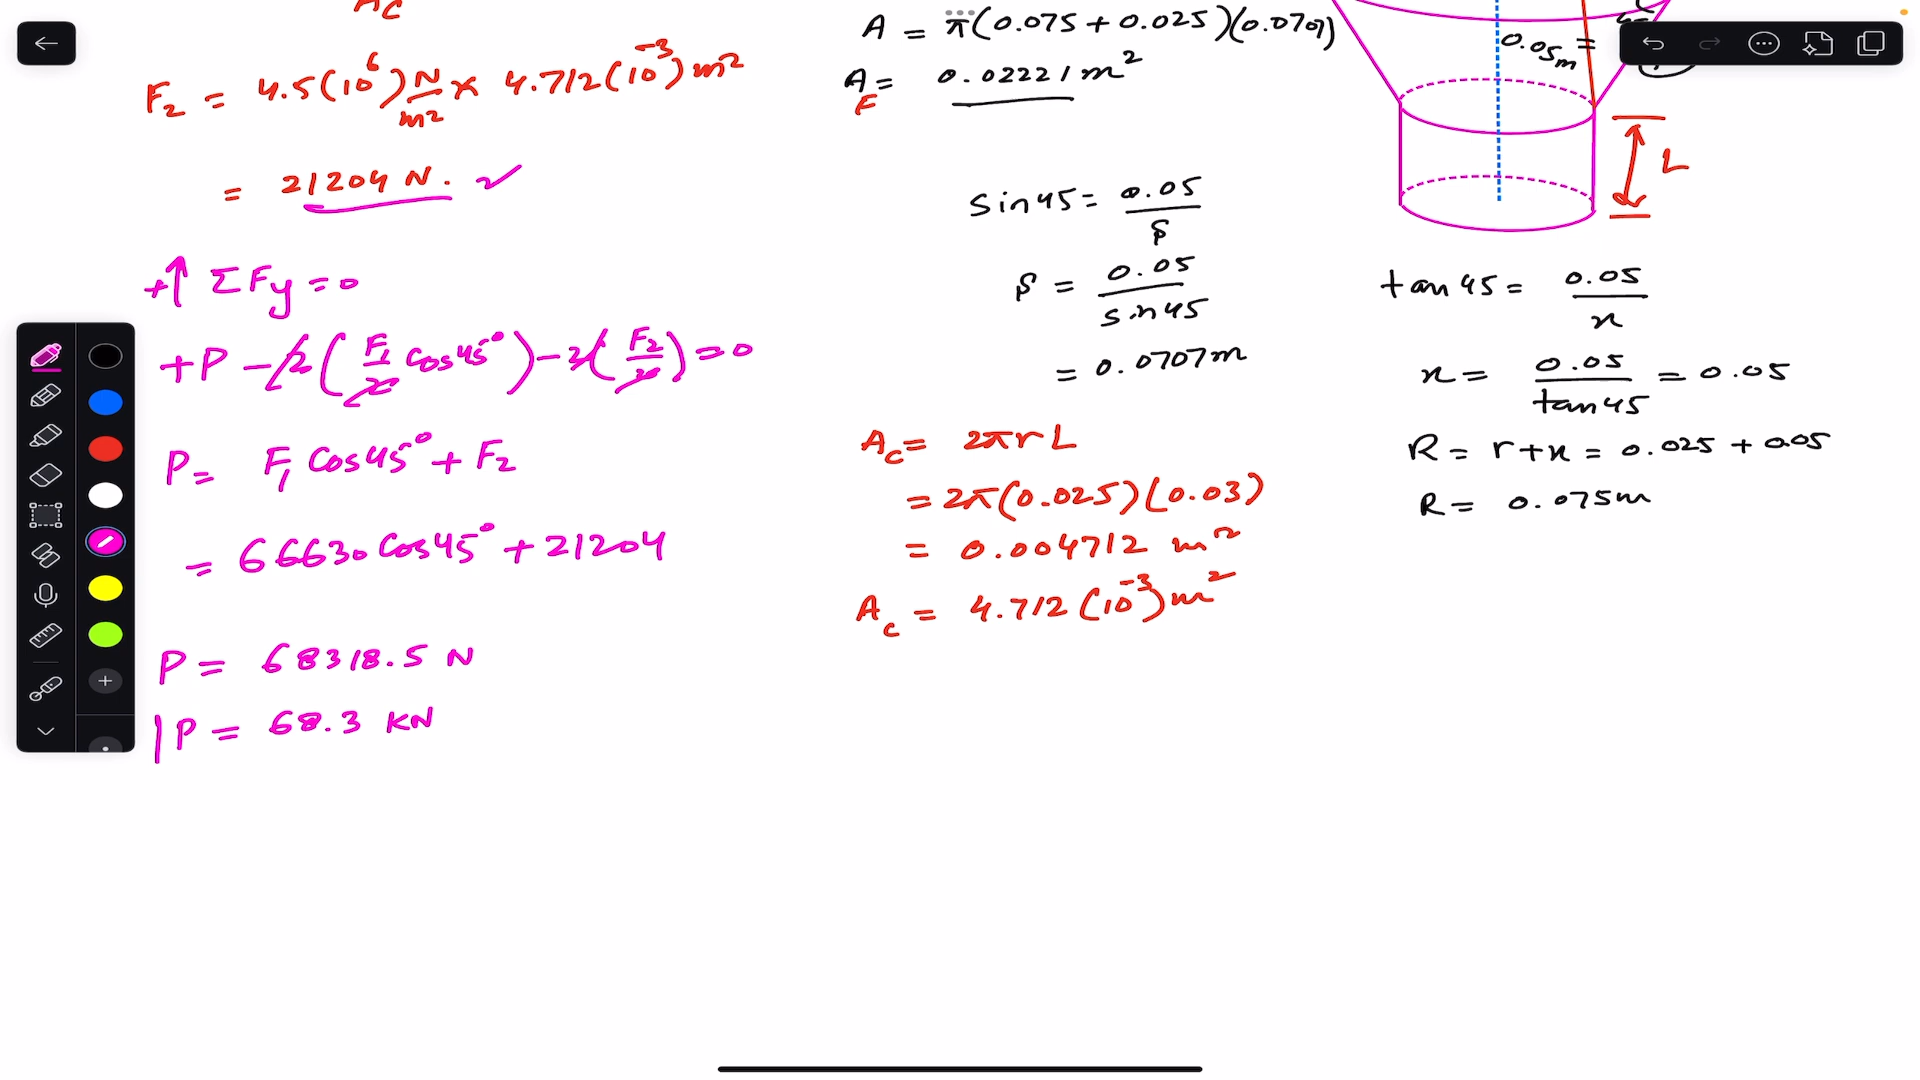 Ac
F₂ = 4.5(10⁶) N/m² × 4.712(10⁻³) m²
= 21204 N. ✓
+↑ ΣFy = 0
+P - 2(F₁/2 cos45°) - 2(F₂/2) = 0
P = F₁ cos45° + F₂
= 66630 cos45° + 21204
P = 68318.5 N
P = 68.3 KN
A = π(0.075 + 0.025)(0.0707)
A_F = 0.02221 m²
Sin45 = 0.05/S
S = 0.05/sin45
= 0.0707m
Ac = 2πrL
= 2π(0.025)(0.03)
= 0.004712 m²
Ac = 4.712(10⁻³)m²
0.05m =
L
tan45 = 0.05/x
x = 0.05/tan45 = 0.05
R = r+x = 0.025 + 0.05
R = 0.075m